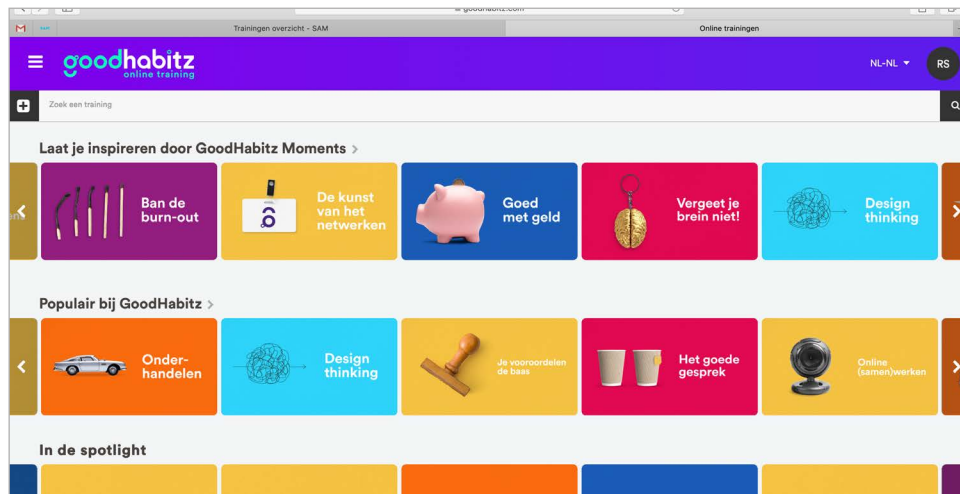 goodhabitz.com
Trainingen overzicht - SAM
Online trainingen
goodhabitz
online training
NL-NL
RS
Zoek een training
Laat je inspireren door GoodHabitz Moments >
Ban de
burn-out
De kunst
van het
netwerken
Goed
met geld
Vergeet je
brein niet!
Design
thinking
Populair bij GoodHabitz >
Onder-
handelen
Design
thinking
Je vooroordelen
de baas
Het goede
gesprek
Online
(samen)werken
In de spotlight